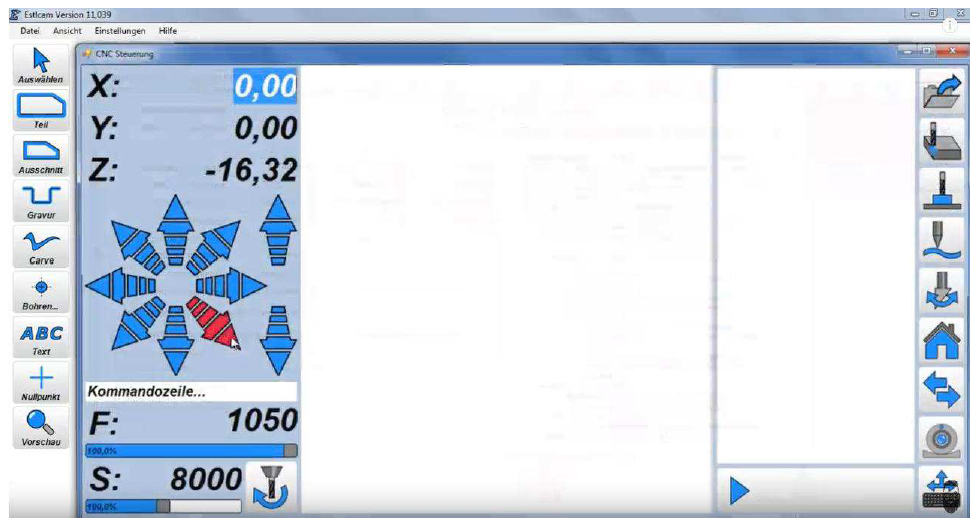 Estlcam Version 11,039
Datei Ansicht Einstellungen Hilfe
CNC Steuerung
Auswählen
Teil
Ausschnitt
Gravur
Carve
Bohren...
ABC
Text
Nullpunkt
Vorschau
X: 0,00
Y: 0,00
Z: -16,32
Kommandozeile...
F: 1050
100,0%
S: 8000
100,0%